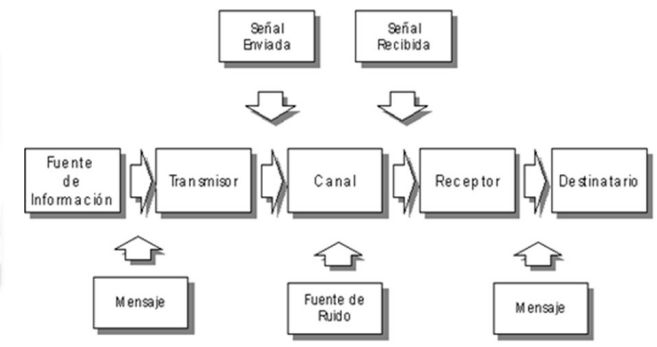 Señal
Enviada
Señal
Recibida
Fuente
de
Información
Transmisor
Canal
Receptor
Destinatario
Mensaje
Fuente de
Ruido
Mensaje